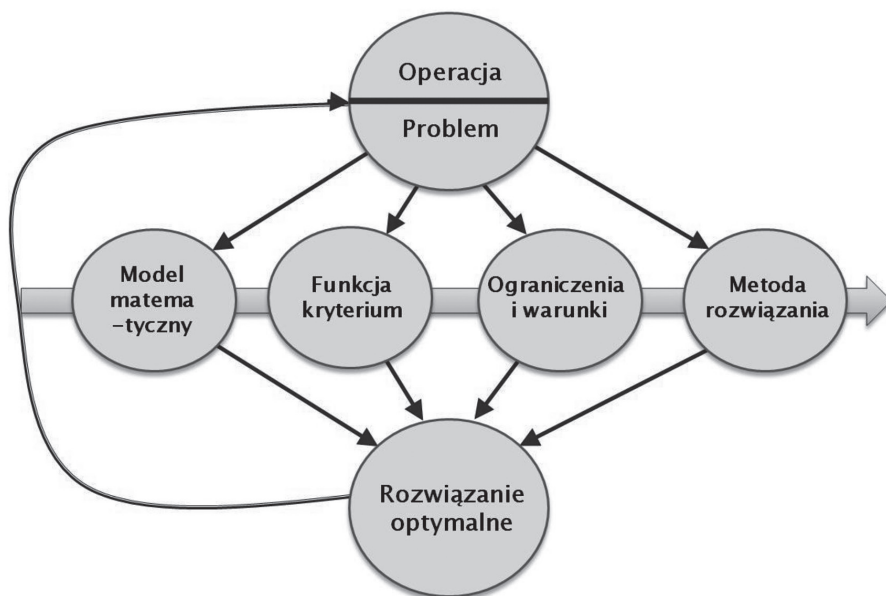 Operacja
Problem
Model
matema
-tyczny
Funkcja
kryterium
Ograniczenia
i warunki
Metoda
rozwiązania
Rozwiązanie
optymalne